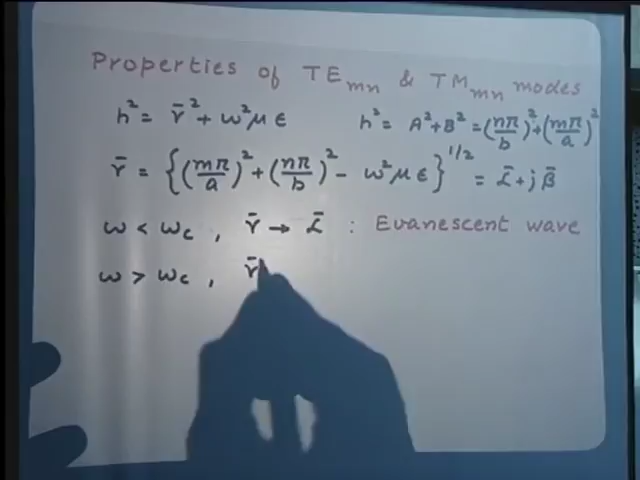 Properties of TEmn & TMmn modes
h² = γ̄² + ω²μϵ h² = A² + B² = (nπ/b)² + (mπ/a)²
γ̄ = {(mπ/a)² + (nπ/b)² - ω²μϵ}^1/2 = ᾱ + jβ̄
ω < ωc , γ̄ → ᾱ : Evanescent wave
ω > ωc , γ̄